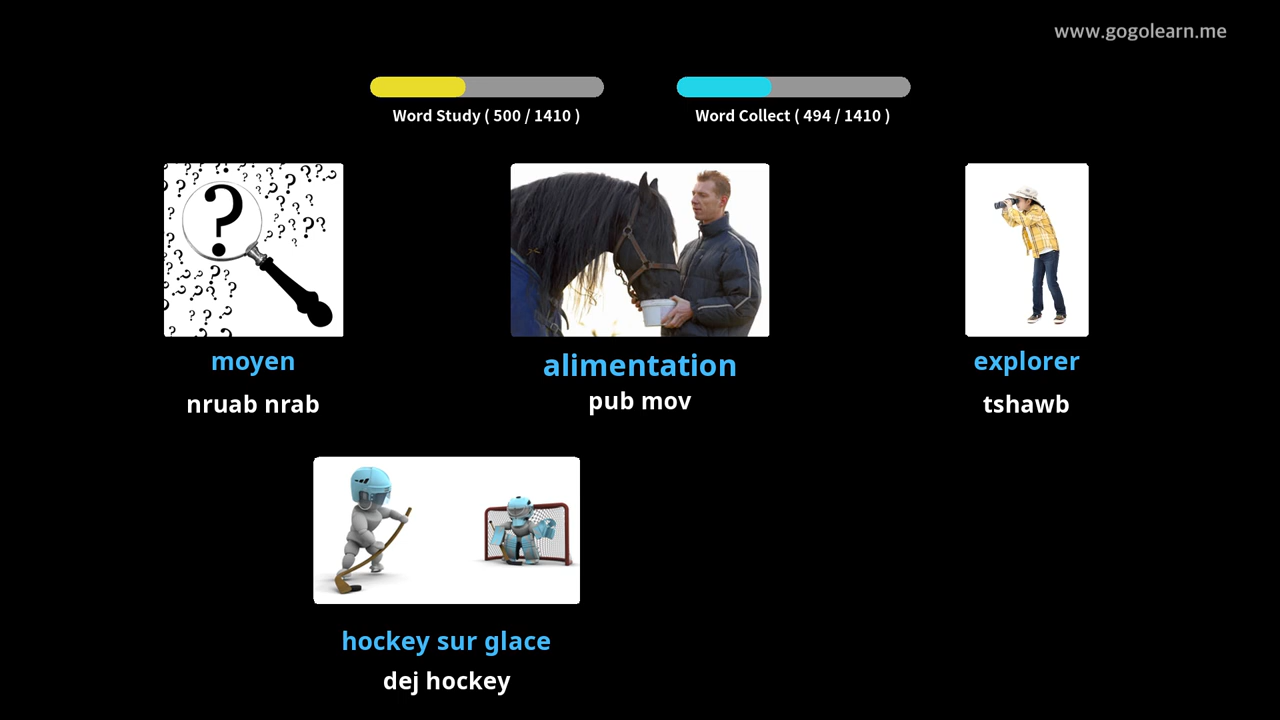 www.gogolearn.me
Word Study ( 500 / 1410 )
Word Collect ( 494 / 1410 )
moyen
nruab nrab
alimentation
pub mov
explorer
tshawb
hockey sur glace
dej hockey